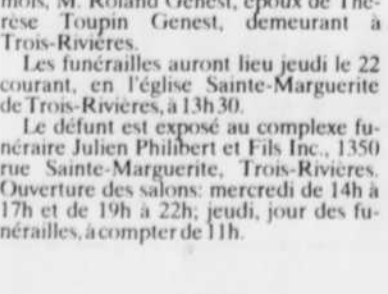 mois, M. Roland Genest, époux de Thé-
rèse Toupin Genest, demeurant à
Trois-Rivières.
Les funérailles auront lieu jeudi le 22
courant, en l'église Sainte-Marguerite
de Trois-Rivières, à 13h30.
Le défunt est exposé au complexe fu-
néraire Julien Philibert et Fils Inc., 1350
rue Sainte-Marguerite, Trois-Rivières.
Ouverture des salons: mercredi de 14h à
17h et de 19h à 22h; jeudi, jour des fu-
nérailles, à compter de 11h.